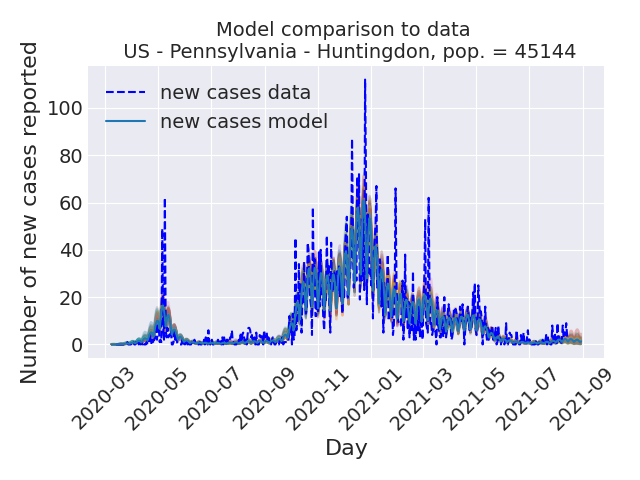 Model comparison to data
US - Pennsylvania - Huntingdon, pop. = 45144
Number of new cases reported
new cases data
new cases model
100
80
60
40
20
0
2020-03
2020-05
2020-07
2020-09
2020-11
2021-01
2021-03
2021-05
2021-07
2021-09
Day